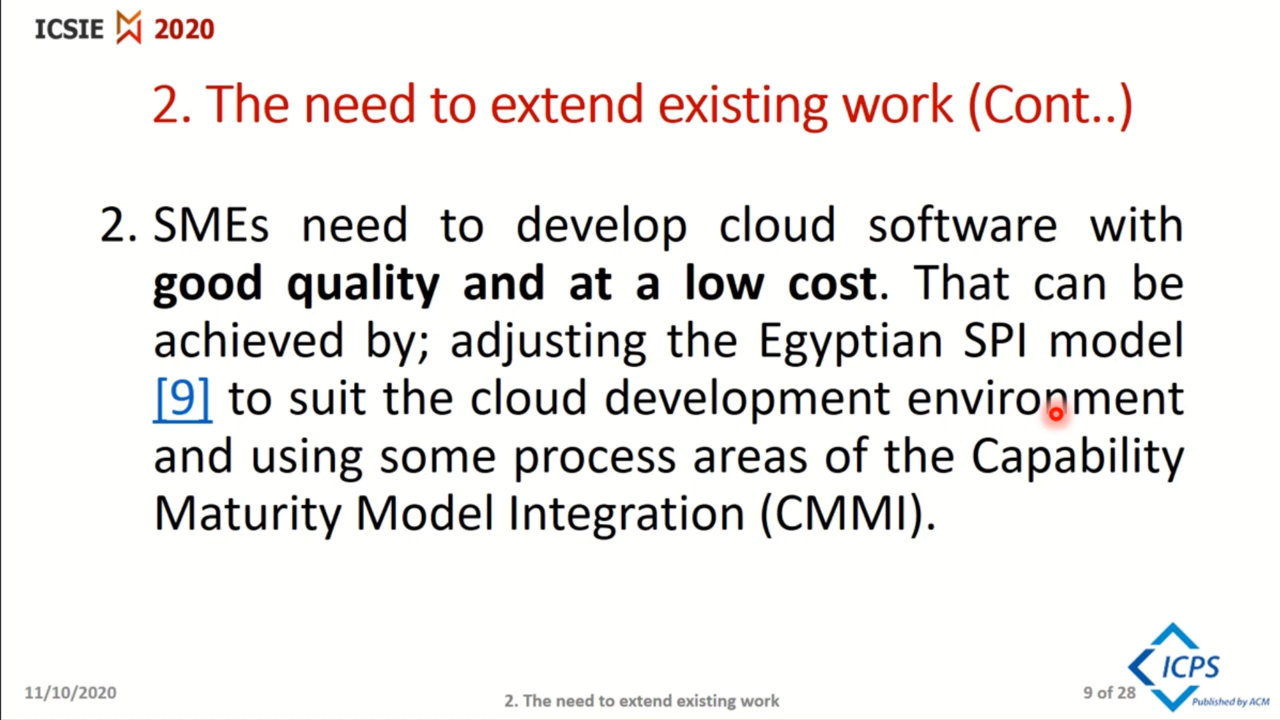 ICSIE 2020
2. The need to extend existing work (Cont..)
2. SMEs need to develop cloud software with
good quality and at a low cost. That can be
achieved by; adjusting the Egyptian SPI model
[9] to suit the cloud development environment
and using some process areas of the Capability
Maturity Model Integration (CMMI).
ICPS
Published by ACM
11/10/2020
2. The need to extend existing work
9 of 28